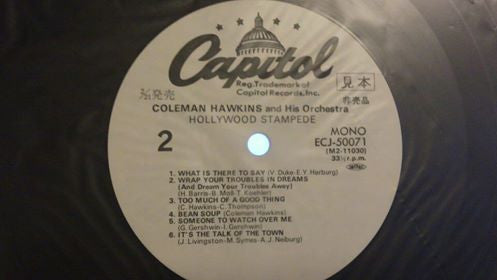 Capitol
Reg. Trademark of
Capitol Records, Inc.
発売
見本
非売品
COLEMAN HAWKINS and His Orchestra
HOLLYWOOD STAMPEDE
2
MONO
ECJ-50071
(M2-11030)
33⅓ r.p.m.
1. WHAT IS THERE TO SAY (V. Duke-E.Y. Harburg)
2. WRAP YOUR TROUBLES IN DREAMS
(And Dream Your Troubles Away)
(H. Barris-B. Moll-T. Koehler)
3. TOO MUCH OF A GOOD THING
(C. Hawkins-C. Thompson)
4. BEAN SOUP (Coleman Hawkins)
5. SOMEONE TO WATCH OVER ME
(G. Gershwin-I. Gershwin)
6. IT'S THE TALK OF THE TOWN
(J. Livingston-M. Symes-A.J. Neiburg)